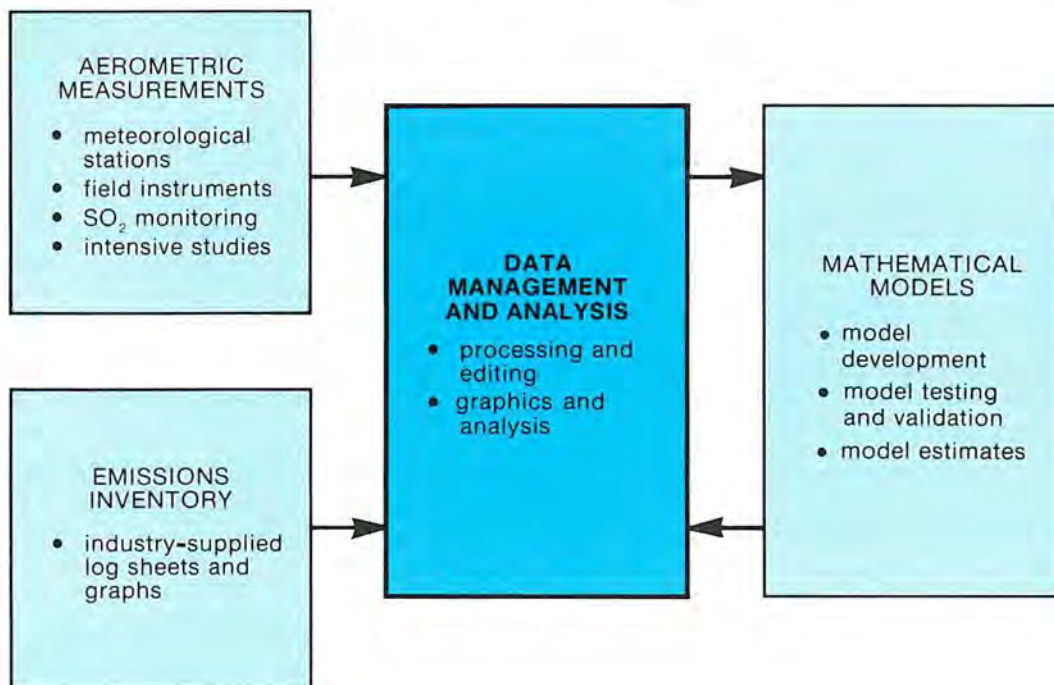 AEROMETRIC
MEASUREMENTS
• meteorological
stations
• field instruments
• SO₂ monitoring
• intensive studies
EMISSIONS
INVENTORY
• industry-supplied
log sheets and
graphs
DATA
MANAGEMENT
AND ANALYSIS
• processing and
editing
• graphics and
analysis
MATHEMATICAL
MODELS
• model
development
• model testing
and validation
• model estimates